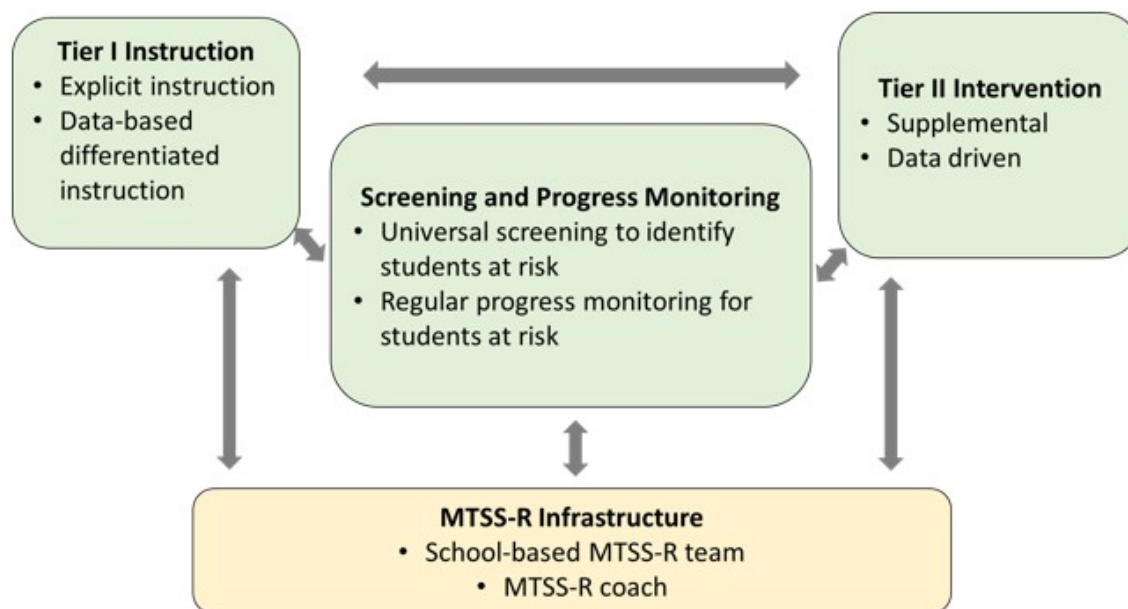 Tier I Instruction
• Explicit instruction
• Data-based
differentiated
instruction
Tier II Intervention
• Supplemental
• Data driven
Screening and Progress Monitoring
• Universal screening to identify
students at risk
• Regular progress monitoring for
students at risk
MTSS-R Infrastructure
• School-based MTSS-R team
• MTSS-R coach